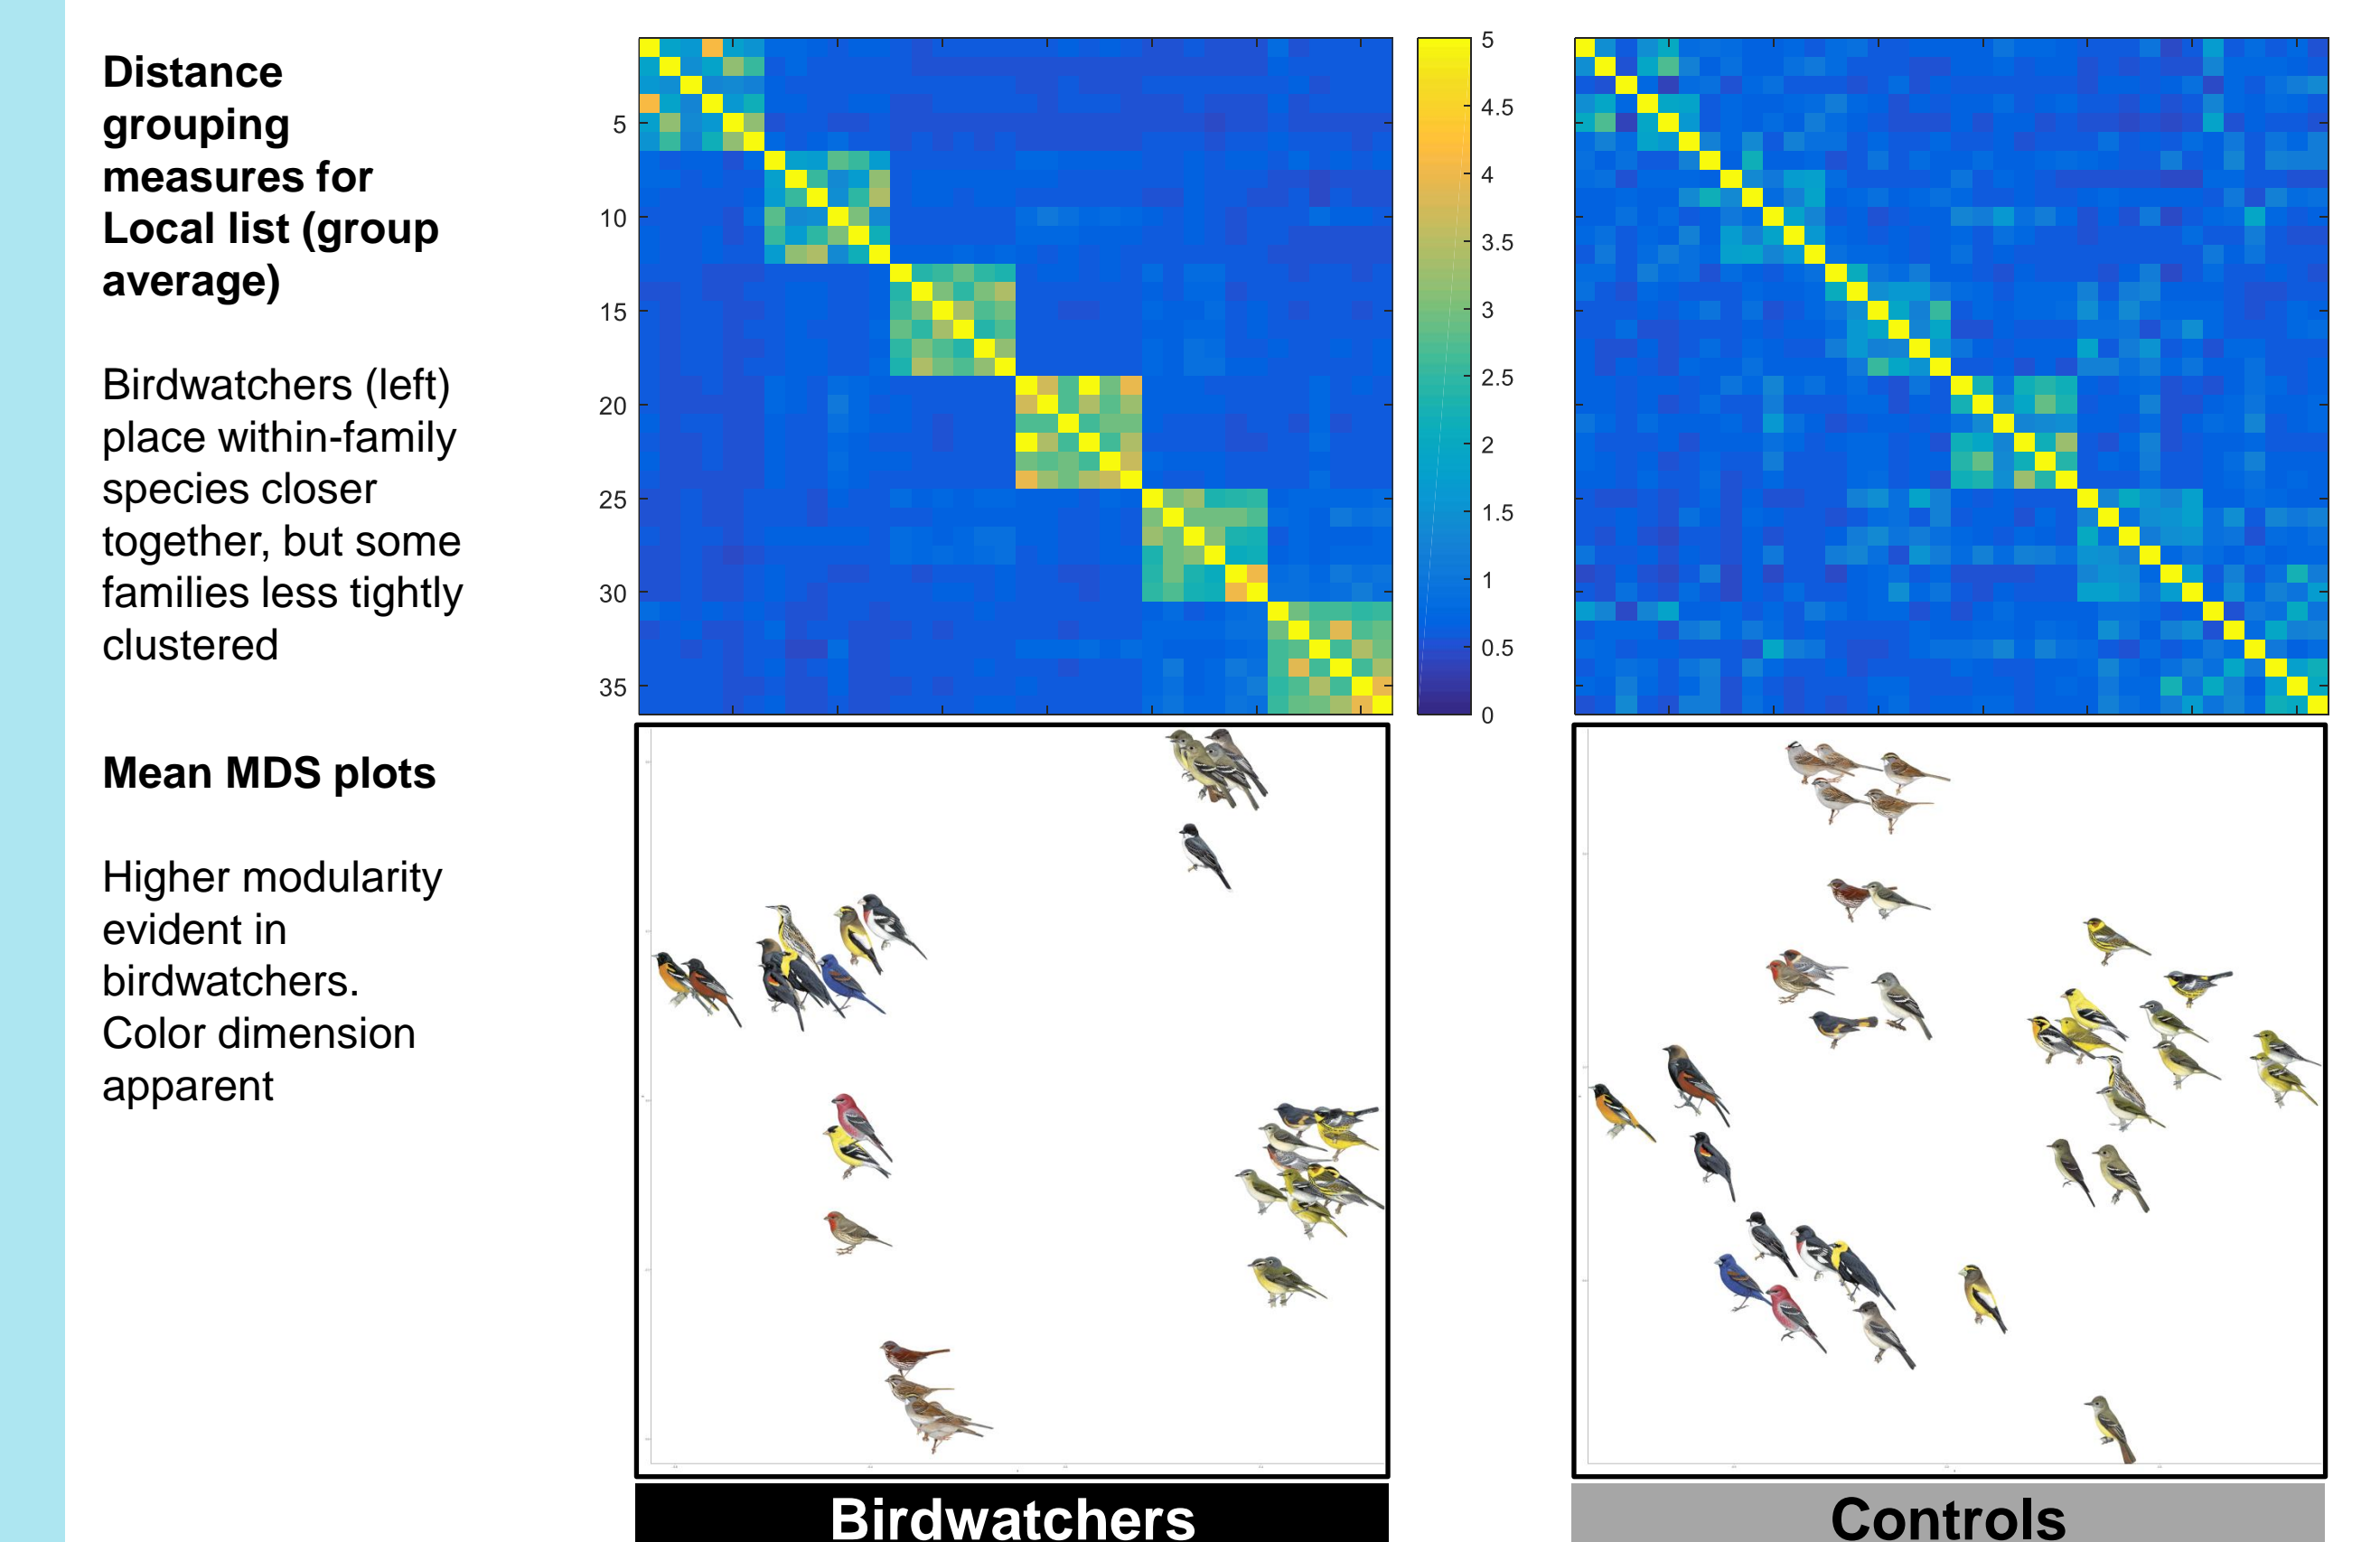 Distance
grouping
measures for
Local list (group
average)
Birdwatchers (left)
place within-family
species closer
together, but some
families less tightly
clustered
Mean MDS plots
Higher modularity
evident in
birdwatchers.
Color dimension
apparent
5
10
15
20
25
30
35
5
4.5
4
3.5
3
2.5
2
1.5
1
0.5
0
Birdwatchers
Controls